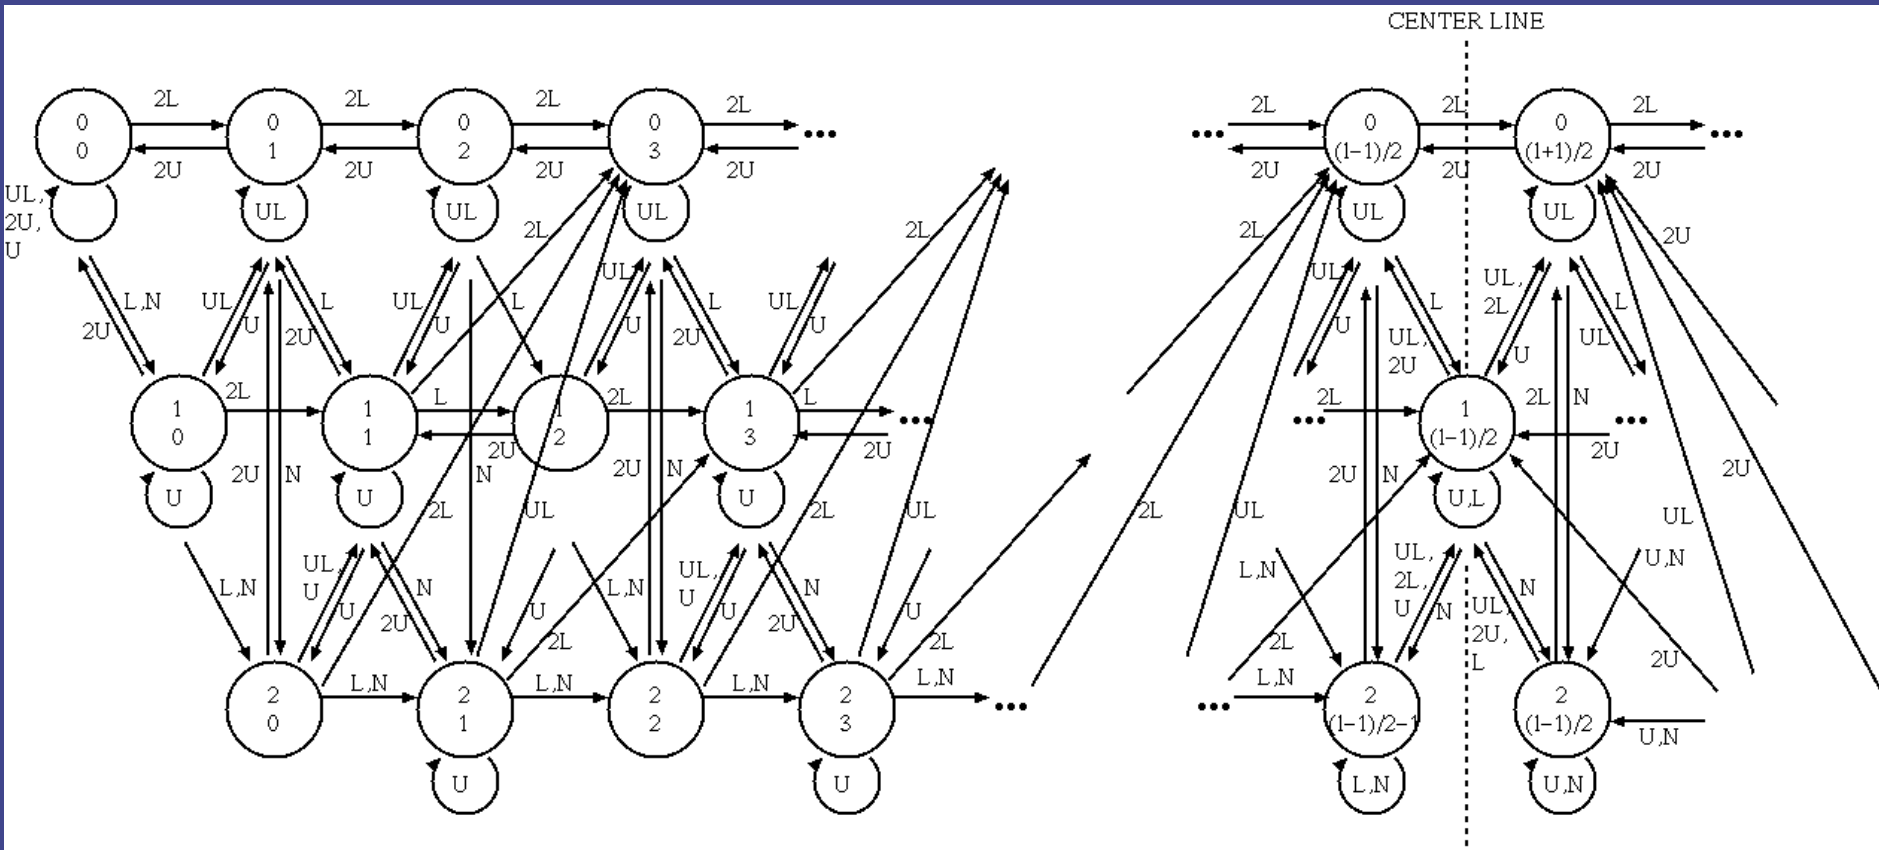 CENTER LINE
2L 2L 2L 2L 2L 2L 2L
0 0 0 0 0 0
0 1 2 3 (l-1)/2 (l+1)/2
2U 2U 2U 2U 2U 2U 2U
UL,
2U,
U
UL UL UL UL UL
2L 2L 2L 2U
UL UL UL,
2L
L,N UL L UL L L UL L L
2U U 2U U U 2U U U UL,
2U
U UL
2L L 2L L 2L 2L N
1 1 1 1 1
0 1 2 3 (l-1)/2
2U 2U 2U
2U N N 2U N 2U N 2U
U U U U,L
2L UL 2L UL 2L UL UL
UL,
U
UL,
U
UL,
2L,
U
U,N
L,N N L,N N L,N N
U 2U U U 2U U N UL,
2U,
L
2L 2L 2L 2U
L,N L,N L,N L,N L,N
2 2 2 2 2 2
0 1 2 3 (l-1)/2-1 (l-1)/2
U,N
U U L,N U,N